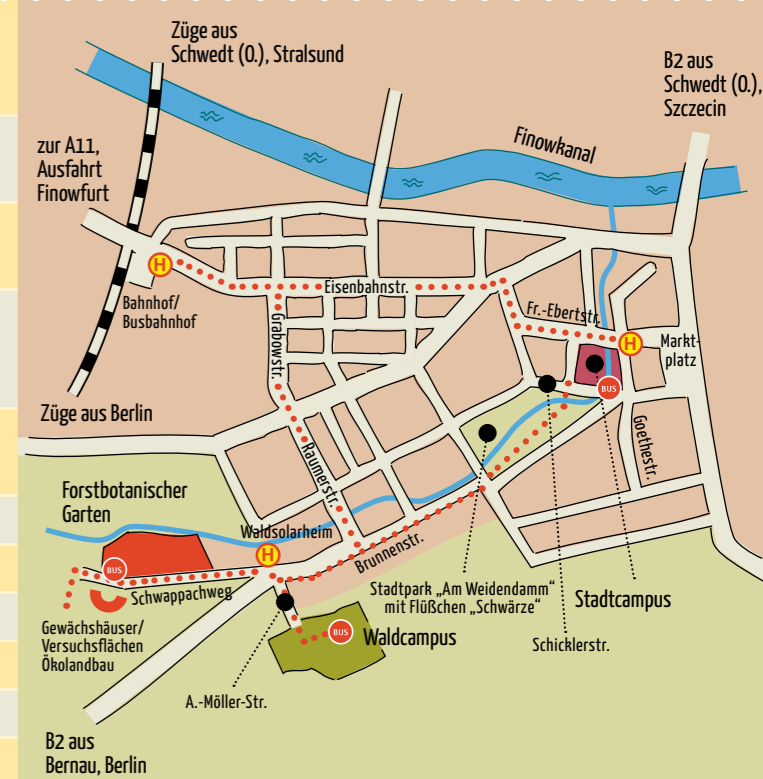 Züge aus
Schwedt (O.), Stralsund
B2 aus
Schwedt (O.),
Szczecin
zur A11,
Ausfahrt
Finowfurt
Finowkanal
H
Bahnhof/
Busbahnhof
Eisenbahnstr.
Fr.-Ebertstr.
H
Markt-
platz
Grabowstr.
BUS
Züge aus Berlin
Goethestr.
Raumerstr.
Forstbotanischer
Garten
Waldsolarheim
H
Brunnenstr.
BUS
Schwappachweg
Stadtpark „Am Weidendamm“
mit Flüßchen „Schwärze“
Stadtcampus
Gewächshäuser/
Versuchsflächen
Ökolandbau
BUS
Waldcampus
Schicklerstr.
A.-Möller-Str.
B2 aus
Bernau, Berlin